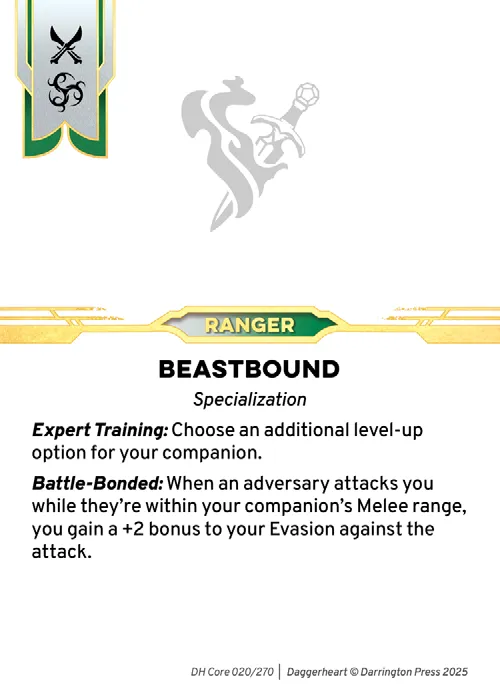 RANGER
BEASTBOUND
Specialization
Expert Training: Choose an additional level-up
option for your companion.
Battle-Bonded: When an adversary attacks you
while they’re within your companion’s Melee range,
you gain a +2 bonus to your Evasion against the
attack.
DH Core 020/270 | Daggerheart © Darrington Press 2025